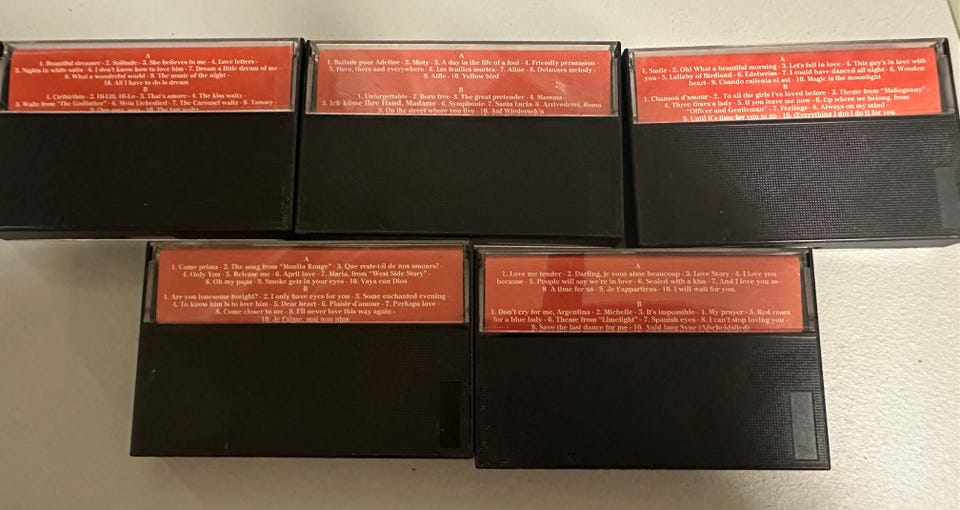 A
1. Beautiful dreamer - 2. Solitude - 3. She believes in me - 4. Love letters -
5. Nights in white satin - 6. I don't know how to love him - 7. Dream a little dream of me -
8. What a wonderful world - 9. The music of the night -
10. All I have to do is dream
B
1. Ciribiribin - 2. Hi-Lili, Hi-Lo - 3. That's amore - 4. The kiss waltz -
5. Waltz from "The Godfather" - 6. Mein Liebeslied - 7. The Carousel waltz - 8. Tammy -
10. The last waltz
A
1. Ballade pour Adeline - 2. Misty - 3. A day in the life of a fool - 4. Friendly persuasion -
5. Here, there and everywhere - 6. Les feuilles mortes - 7. Aline - 8. Dolannes melody -
9. Alfie - 10. Yellow bird
B
1. Unforgettable - 2. Born free - 3. The great pretender - 4. Mamma -
5. Ich küsse Ihre Hand, Madame - 6. Symphonie - 7. Santa Lucia - 8. Arrivederci, Roma
9. On the street where you live - 10. Auf Wiederseh'n
A
1. Smile - 2. Oh! What a beautiful morning - 3. Let's fall in love - 4. This guy's in love with
you - 5. Lullaby of Birdland - 6. Edelweiss - 7. I could have danced all night - 8. Wooden
heart - 9. Cuando calienta el sol - 10. Magic is the moonlight
B
1. Chanson d'amour - 2. To all the girls I've loved before - 3. Theme from "Mahogany"
4. Three times a lady - 5. If you leave me now - 6. Up where we belong, from
"Officer and Gentleman" - 7. Feelings - 8. Always on my mind -
9. Until it's time for you to go - 10. (Everything I do) I do it for you
A
1. Come prima - 2. The song from "Moulin Rouge" - 3. Que reste-t-il de nos amours? -
4. Only You - 5. Release me - 6. April love - 7. Maria, from "West Side Story" -
8. Oh my papa - 9. Smoke gets in your eyes - 10. Vaya con Dios
B
1. Are you lonesome tonight? - 2. I only have eyes for you - 3. Some enchanted evening -
4. To know him is to love him - 5. Dear heart - 6. Plaisir d'amour - 7. Perhaps love -
8. Come closer to me - 9. I'll never love this way again -
10. Je t'aime, moi non plus
A
1. Love me tender - 2. Darling, je vous aime beaucoup - 3. Love Story - 4. I love you
because - 5. People will say we're in love - 6. Sealed with a kiss - 7. And I love you so
8 A time for us - 9. Je t'appartiens - 10. I will wait for you.
B
1. Don't cry for me, Argentina - 2. Michelle - 3. It's impossible - 4. My prayer - 5. Red roses
for a blue lady - 6. Theme from "Limelight" - 7. Spanish eyes - 8. I can't stop loving you -
9. Save the last dance for me - 10. Auld lang Syne (Afscheidslied)